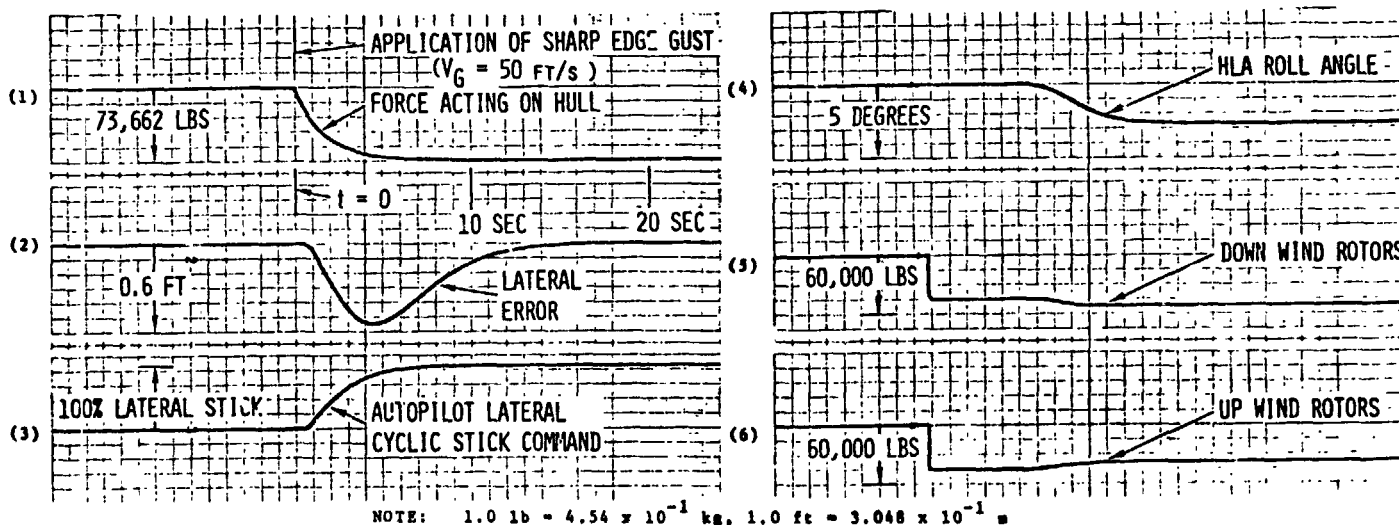 APPLICATION OF SHARP EDGE GUST
(VG = 50 FT/S )
(1)
FORCE ACTING ON HULL
73,662 LBS
t = 0
10 SEC
20 SEC
(2)
0.6 FT
LATERAL
ERROR
100% LATERAL STICK
(3)
AUTOPILOT LATERAL
CYCLIC STICK COMMAND
HLA ROLL ANGLE
(4)
5 DEGREES
DOWN WIND ROTORS
(5)
60,000 LBS
UP WIND ROTORS
(6)
60,000 LBS
NOTE: 1.0 lb = 4.54 x 10-1 kg, 1.0 ft = 3.048 x 10-1 m